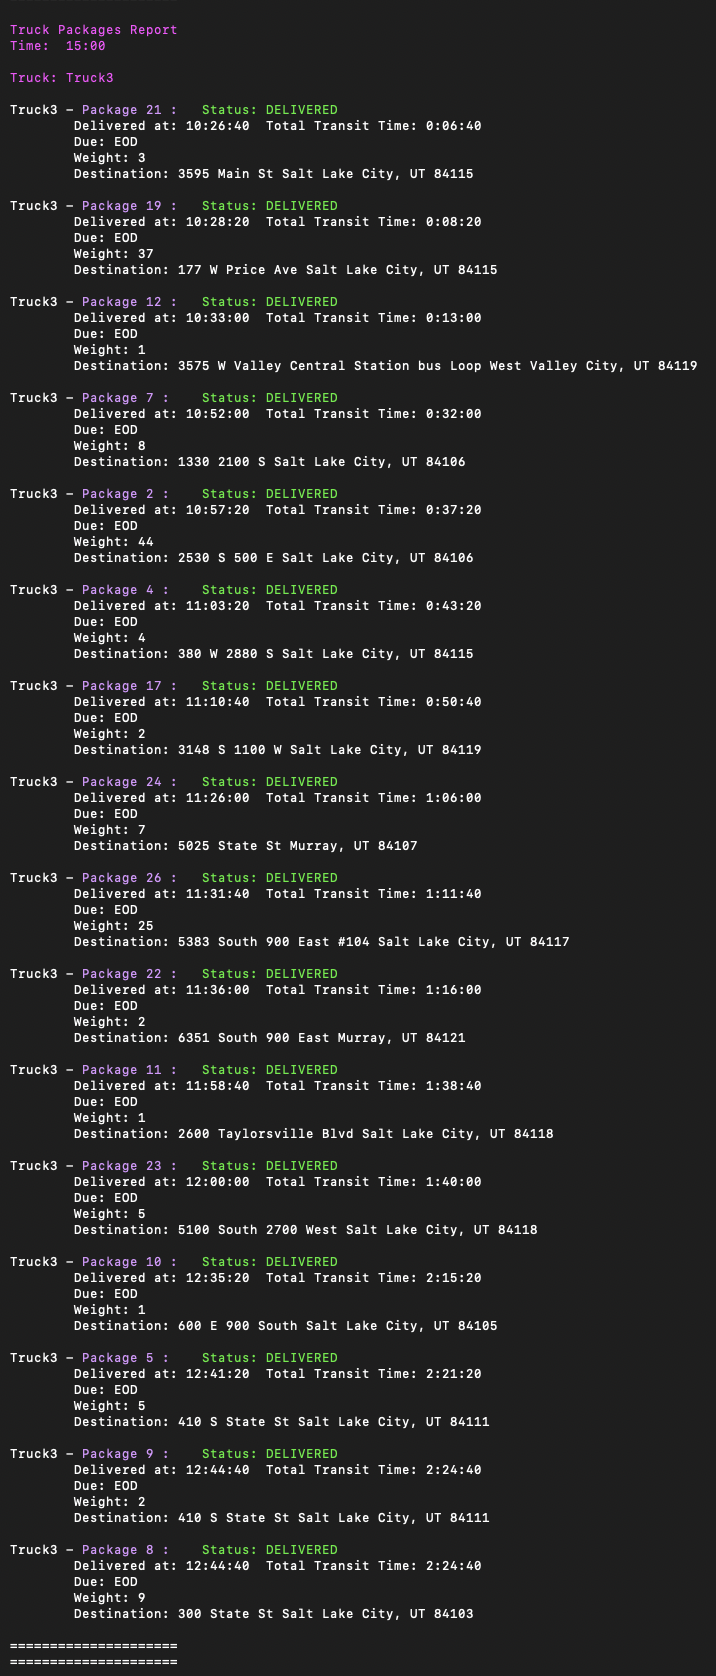 Truck Packages Report
Time:  15:00
Truck: Truck3
Truck3 – Package 21 :   Status: DELIVERED
Delivered at: 10:26:40  Total Transit Time: 0:06:40
Due: EOD
Weight: 3
Destination: 3595 Main St Salt Lake City, UT 84115
Truck3 – Package 19 :   Status: DELIVERED
Delivered at: 10:28:20  Total Transit Time: 0:08:20
Due: EOD
Weight: 37
Destination: 177 W Price Ave Salt Lake City, UT 84115
Truck3 – Package 12 :   Status: DELIVERED
Delivered at: 10:33:00  Total Transit Time: 0:13:00
Due: EOD
Weight: 1
Destination: 3575 W Valley Central Station bus Loop West Valley City, UT 84119
Truck3 – Package 7 :    Status: DELIVERED
Delivered at: 10:52:00  Total Transit Time: 0:32:00
Due: EOD
Weight: 8
Destination: 1330 2100 S Salt Lake City, UT 84106
Truck3 – Package 2 :    Status: DELIVERED
Delivered at: 10:57:20  Total Transit Time: 0:37:20
Due: EOD
Weight: 44
Destination: 2530 S 500 E Salt Lake City, UT 84106
Truck3 – Package 4 :    Status: DELIVERED
Delivered at: 11:03:20  Total Transit Time: 0:43:20
Due: EOD
Weight: 4
Destination: 380 W 2880 S Salt Lake City, UT 84115
Truck3 – Package 17 :   Status: DELIVERED
Delivered at: 11:10:40  Total Transit Time: 0:50:40
Due: EOD
Weight: 2
Destination: 3148 S 1100 W Salt Lake City, UT 84119
Truck3 – Package 24 :   Status: DELIVERED
Delivered at: 11:26:00  Total Transit Time: 1:06:00
Due: EOD
Weight: 7
Destination: 5025 State St Murray, UT 84107
Truck3 – Package 26 :   Status: DELIVERED
Delivered at: 11:31:40  Total Transit Time: 1:11:40
Due: EOD
Weight: 25
Destination: 5383 South 900 East #104 Salt Lake City, UT 84117
Truck3 – Package 22 :   Status: DELIVERED
Delivered at: 11:36:00  Total Transit Time: 1:16:00
Due: EOD
Weight: 2
Destination: 6351 South 900 East Murray, UT 84121
Truck3 – Package 11 :   Status: DELIVERED
Delivered at: 11:58:40  Total Transit Time: 1:38:40
Due: EOD
Weight: 1
Destination: 2600 Taylorsville Blvd Salt Lake City, UT 84118
Truck3 – Package 23 :   Status: DELIVERED
Delivered at: 12:00:00  Total Transit Time: 1:40:00
Due: EOD
Weight: 5
Destination: 5100 South 2700 West Salt Lake City, UT 84118
Truck3 – Package 10 :   Status: DELIVERED
Delivered at: 12:35:20  Total Transit Time: 2:15:20
Due: EOD
Weight: 1
Destination: 600 E 900 South Salt Lake City, UT 84105
Truck3 – Package 5 :    Status: DELIVERED
Delivered at: 12:41:20  Total Transit Time: 2:21:20
Due: EOD
Weight: 5
Destination: 410 S State St Salt Lake City, UT 84111
Truck3 – Package 9 :    Status: DELIVERED
Delivered at: 12:44:40  Total Transit Time: 2:24:40
Due: EOD
Weight: 2
Destination: 410 S State St Salt Lake City, UT 84111
Truck3 – Package 8 :    Status: DELIVERED
Delivered at: 12:44:40  Total Transit Time: 2:24:40
Due: EOD
Weight: 9
Destination: 300 State St Salt Lake City, UT 84103
=====================
=====================